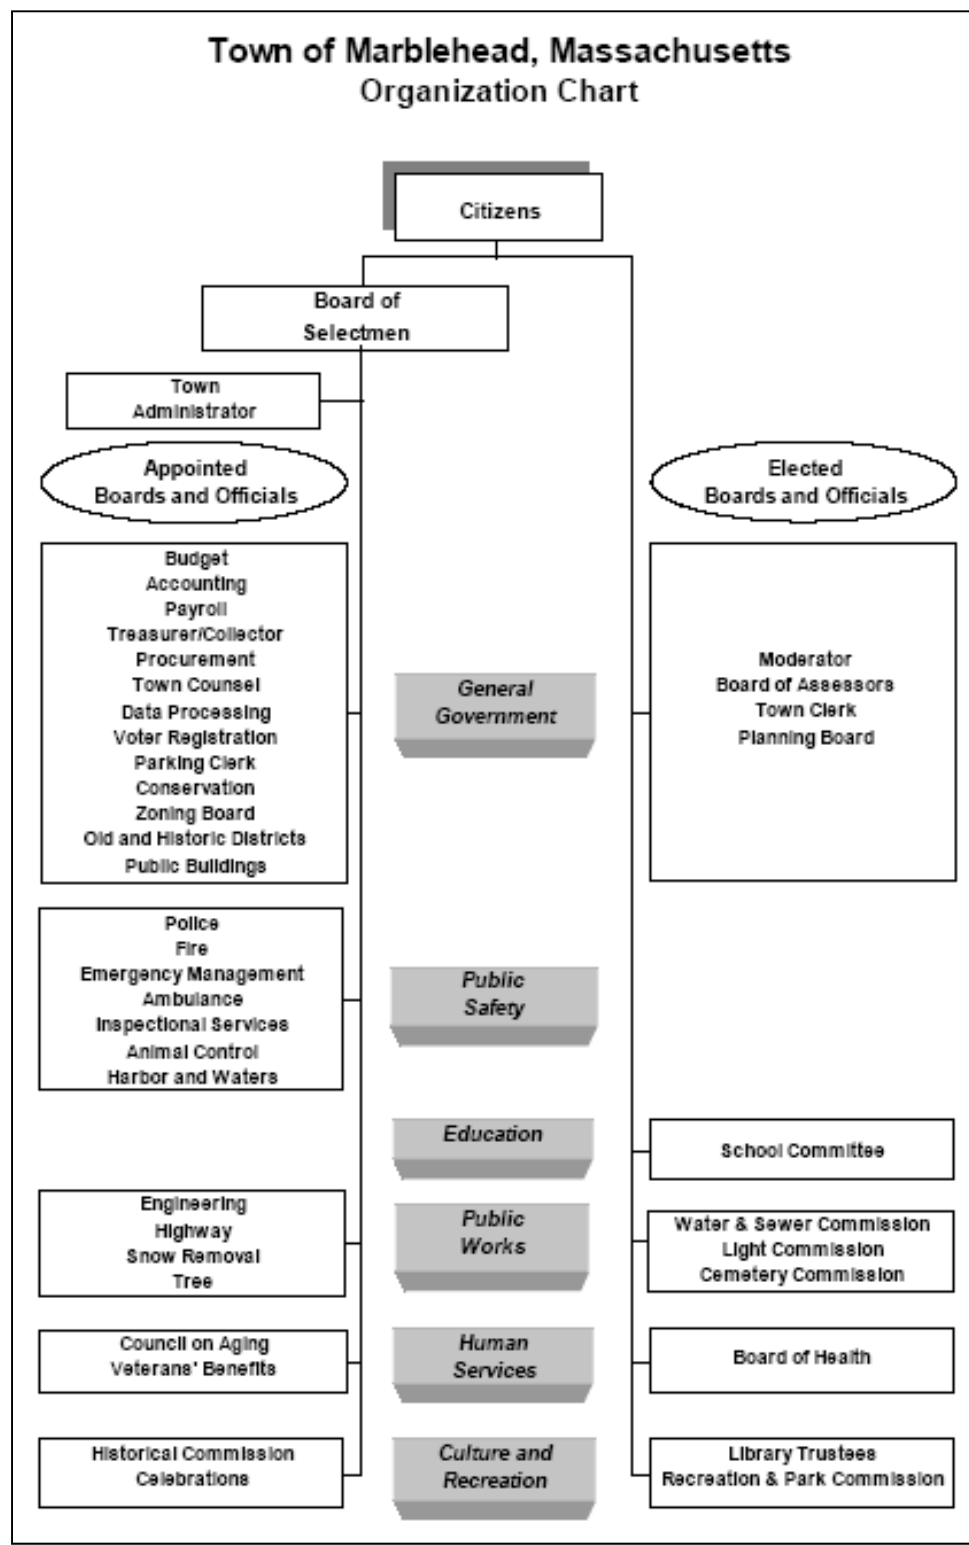 Town of Marblehead, Massachusetts
Organization Chart
Citizens
Board of
Selectmen
Town
Administrator
Appointed
Boards and Officials
Elected
Boards and Officials
Budget
Accounting
Payroll
Treasurer/Collector
Procurement
Town Counsel
Data Processing
Voter Registration
Parking Clerk
Conservation
Zoning Board
Old and Historic Districts
Public Buildings
General
Government
Moderator
Board of Assessors
Town Clerk
Planning Board
Police
Fire
Emergency Management
Ambulance
Inspectional Services
Animal Control
Harbor and Waters
Public
Safety
Education
School Committee
Engineering
Highway
Snow Removal
Tree
Public
Works
Water & Sewer Commission
Light Commission
Cemetery Commission
Council on Aging
Veterans' Benefits
Human
Services
Board of Health
Historical Commission
Celebrations
Culture and
Recreation
Library Trustees
Recreation & Park Commission